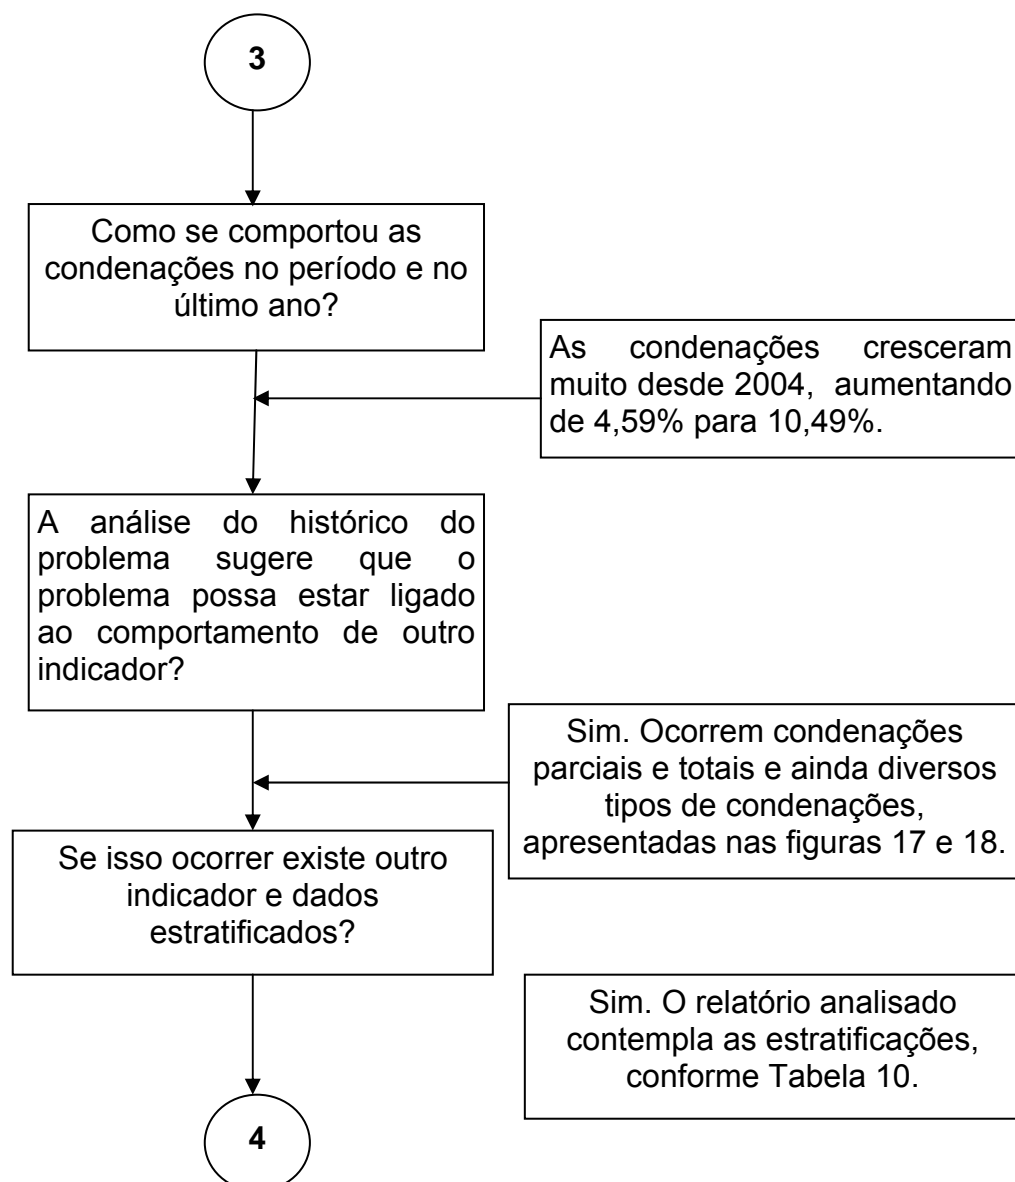 3
Como se comportou as
condenações no período e no
último ano?
As condenações cresceram
muito desde 2004, aumentando
de 4,59% para 10,49%.
A análise do histórico do
problema sugere que o
problema possa estar ligado
ao comportamento de outro
indicador?
Sim. Ocorrem condenações
parciais e totais e ainda diversos
tipos de condenações,
apresentadas nas figuras 17 e 18.
Se isso ocorrer existe outro
indicador e dados
estratificados?
Sim. O relatório analisado
contempla as estratificações,
conforme Tabela 10.
4